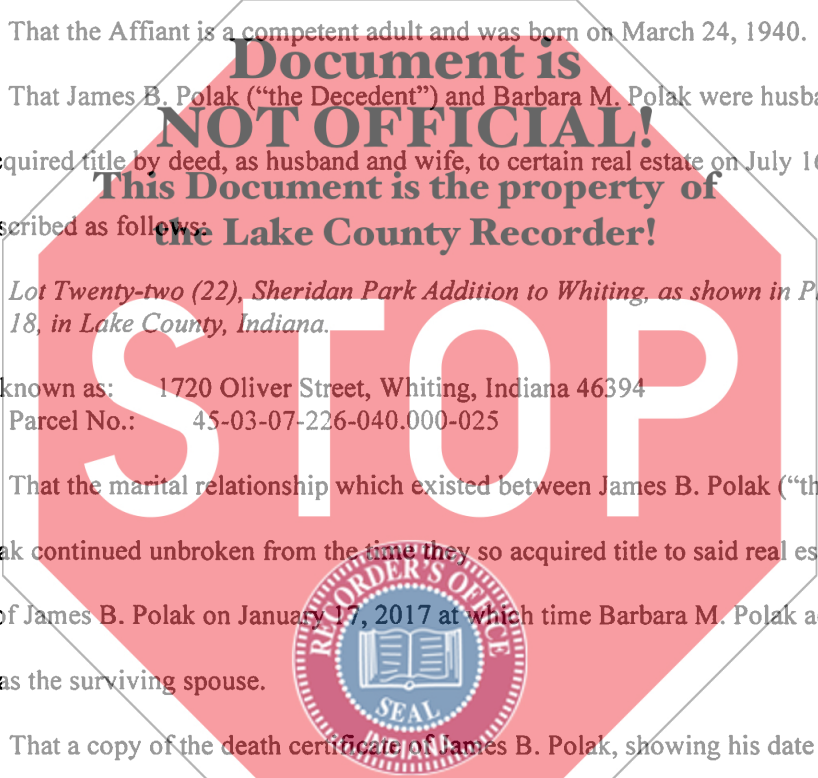 That the Affiant is a competent adult and was born on March 24, 1940.
Document is
That James B. Polak (“the Decedent”) and Barbara M. Polak were husba
NOT OFFICIAL!
cquired title by deed, as husband and wife, to certain real estate on July 16
This Document is the property of
scribed as follows:
the Lake County Recorder!
Lot Twenty-two (22), Sheridan Park Addition to Whiting, as shown in P
18, in Lake County, Indiana.
STOP
known as: 1720 Oliver Street, Whiting, Indiana 46394
Parcel No.: 45-03-07-226-040.000-025
That the marital relationship which existed between James B. Polak (“th
ak continued unbroken from the time they so acquired title to said real es
RECORDER'S OFFICE
of James B. Polak on January 17, 2017 at which time Barbara M. Polak a
as the surviving spouse.
SEAL
INDIANA
That a copy of the death certificate of James B. Polak, showing his date